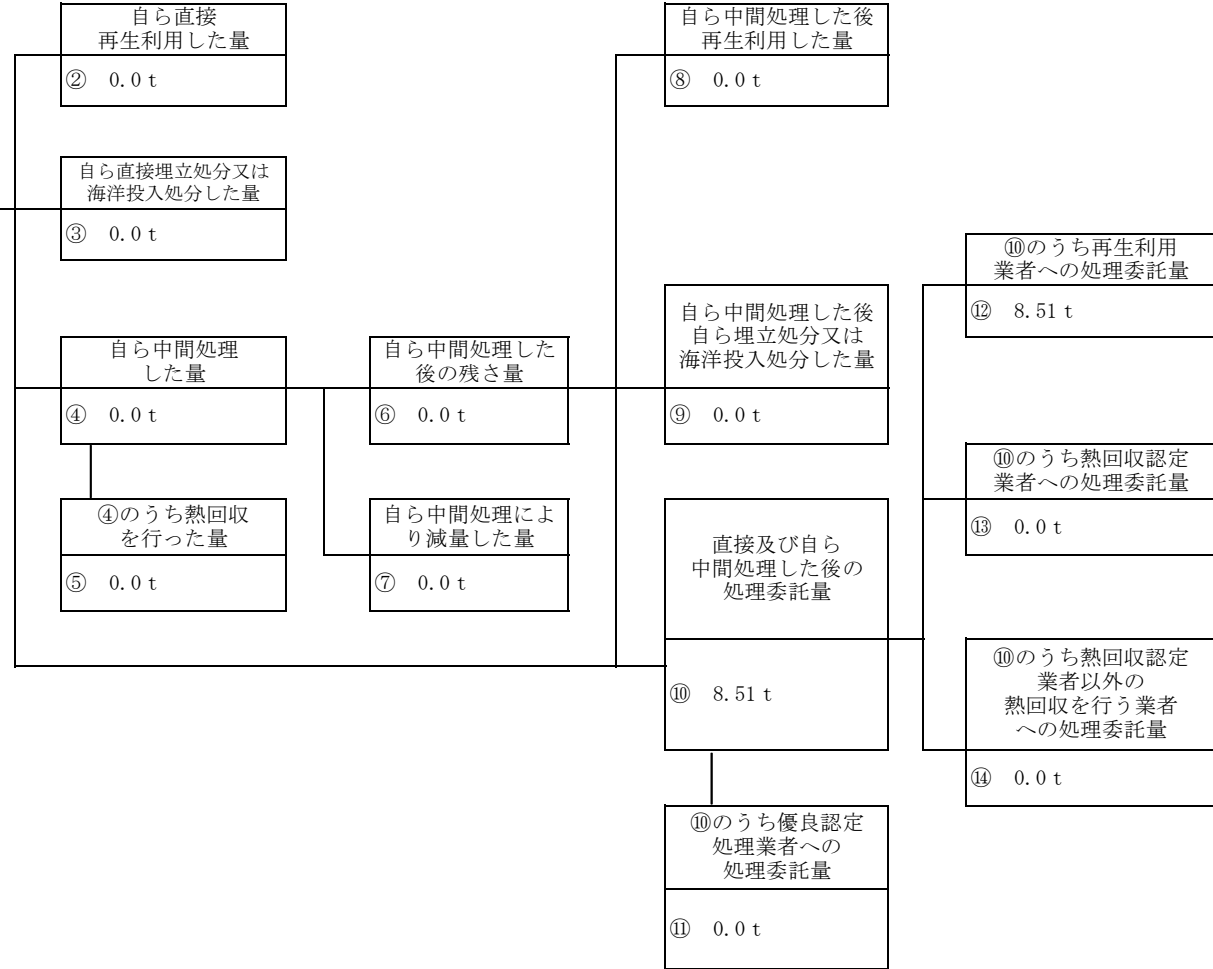 自ら直接
再生利用した量
② 0.0ｔ
自ら直接埋立処分又は
海洋投入処分した量
③ 0.0ｔ
自ら中間処理
した量
④ 0.0ｔ
④のうち熱回収
を行った量
⑤ 0.0ｔ
自ら中間処理した
後の残さ量
⑥ 0.0ｔ
自ら中間処理によ
り減量した量
⑦ 0.0ｔ
自ら中間処理した後
再生利用した量
⑧ 0.0ｔ
自ら中間処理した後
自ら埋立処分又は
海洋投入処分した量
⑨ 0.0ｔ
直接及び自ら
中間処理した後の
処理委託量
⑩ 8.51ｔ
⑩のうち優良認定
処理業者への
処理委託量
⑪ 0.0ｔ
⑩のうち再生利用
業者への処理委託量
⑫ 8.51ｔ
⑩のうち熱回収認定
業者への処理委託量
⑬ 0.0ｔ
⑩のうち熱回収認定
業者以外の
熱回収を行う業者
への処理委託量
⑭ 0.0ｔ